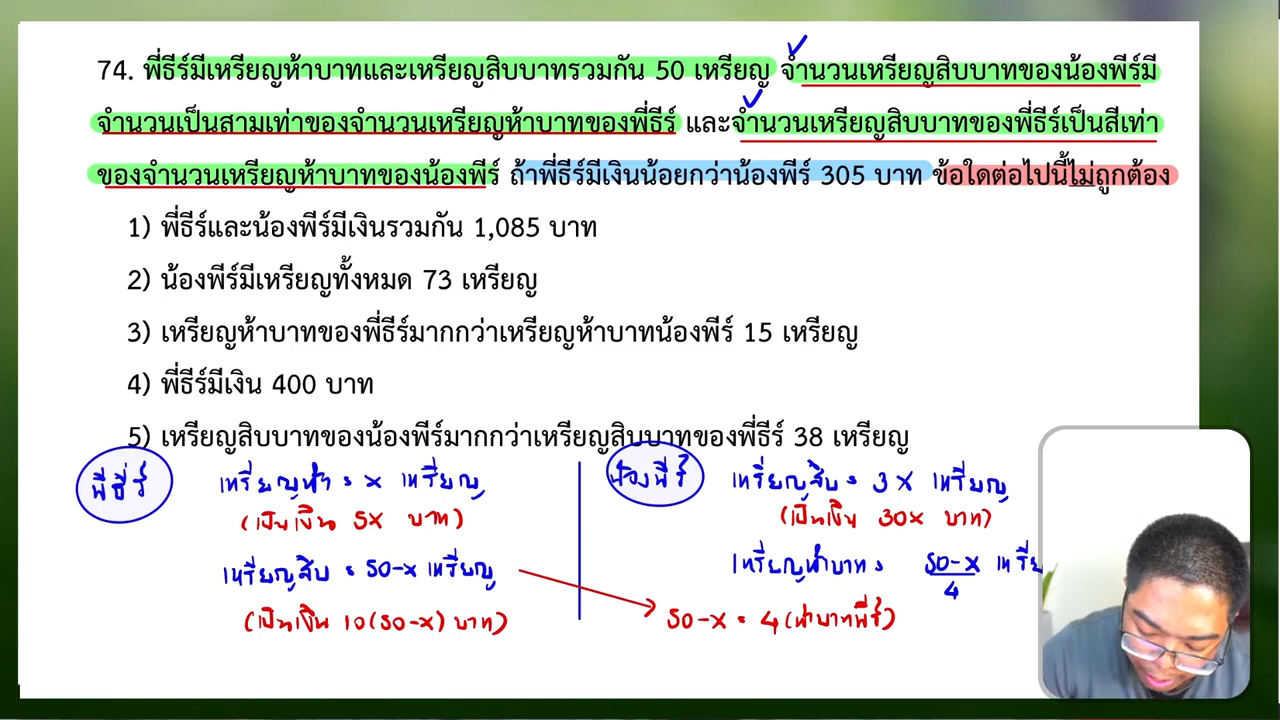 74. พี่ธีร์มีเหรียญห้าบาทและเหรียญสิบบาทรวมกัน 50 เหรียญ จำนวนเหรียญสิบบาทของน้องพีร์มี
จำนวนเป็นสามเท่าของจำนวนเหรียญห้าบาทของพี่ธีร์ และจำนวนเหรียญสิบบาทของพี่ธีร์เป็นสี่เท่า
ของจำนวนเหรียญห้าบาทของน้องพีร์ ถ้าพี่ธีร์มีเงินน้อยกว่าน้องพีร์ 305 บาท ข้อใดต่อไปนี้ไม่ถูกต้อง
1) พี่ธีร์และน้องพีร์มีเงินรวมกัน 1,085 บาท
2) น้องพีร์มีเหรียญทั้งหมด 73 เหรียญ
3) เหรียญห้าบาทของพี่ธีร์มากกว่าเหรียญห้าบาทน้องพีร์ 15 เหรียญ
4) พี่ธีร์มีเงิน 400 บาท
5) เหรียญสิบบาทของน้องพีร์มากกว่าเหรียญสิบบาทของพี่ธีร์ 38 เหรียญ
พี่ธีร์ เหรียญห้า = x เหรียญ น้องพีร์ เหรียญสิบ = 3x เหรียญ
(เป็นเงิน 5x บาท) (เป็นเงิน 30x บาท)
เหรียญสิบ = 50-x เหรียญ เหรียญห้าบาท = 50-x/4
(เป็นเงิน 10(50-x) บาท) 50-x = 4(ห้าบาทพีร์)